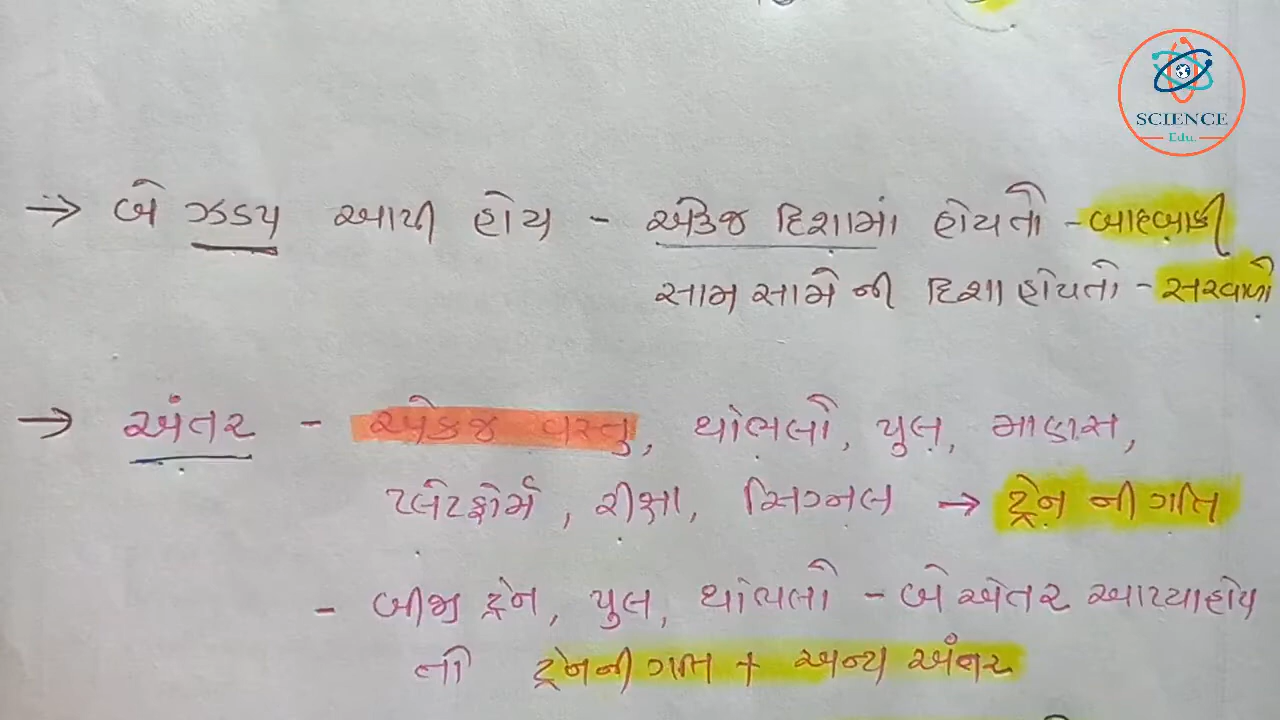 SCIENCE
Edu.
→ બે ઝડપ આપી હોય - એકજ દિશામાં હોયતો - બાદબાકી
સામ સામે ની દિશા હોયતો - સરવાળો
→ અંતર - એકજ વસ્તુ, થાંભલો, પુલ, માણસ,
પ્લેટફોર્મ, રીક્ષા, સિગ્નલ → ટ્રેન ની ગતિ
- બીજી ટ્રેન, પુલ, થાંભલો - બે અંતર આપ્યા હોય
તો ટ્રેનની ગતિ + અન્ય અંતર